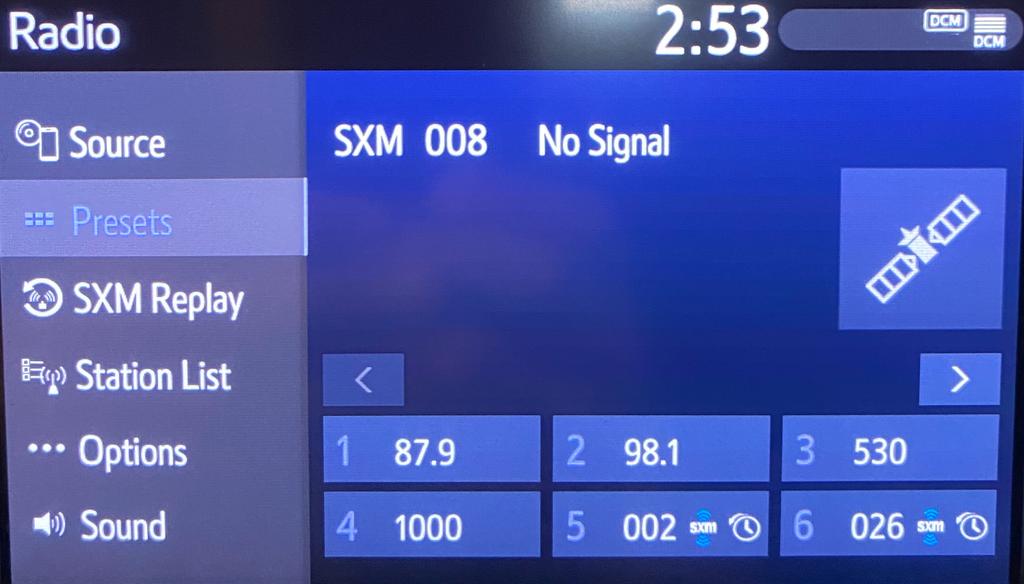 Radio
2:53
DCM
DCM
Source
SXM 008 No Signal
Presets
SXM Replay
Station List
Options
Sound
<
>
1 87.9
2 98.1
3 530
4 1000
5 002 sxm
6 026 sxm